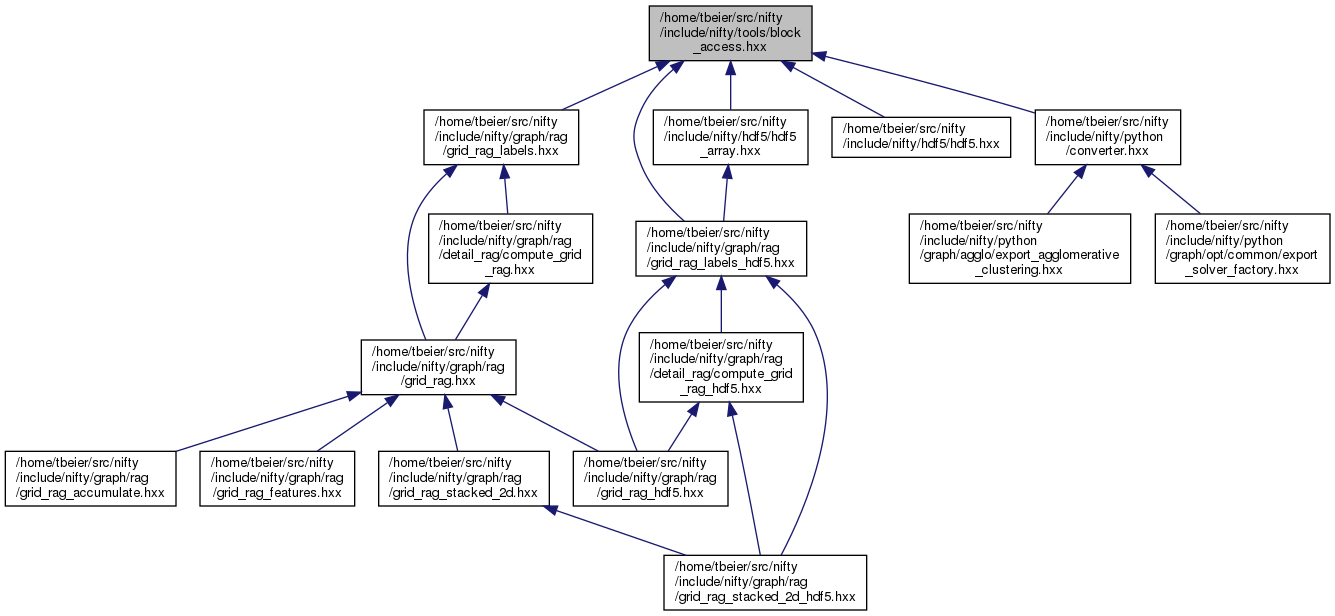 /home/tbeier/src/nifty
/include/nifty/tools/block
_access.hxx
/home/tbeier/src/nifty
/include/nifty/graph/rag
/grid_rag_labels.hxx
/home/tbeier/src/nifty
/include/nifty/hdf5/hdf5
_array.hxx
/home/tbeier/src/nifty
/include/nifty/hdf5/hdf5.hxx
/home/tbeier/src/nifty
/include/nifty/python
/converter.hxx
/home/tbeier/src/nifty
/include/nifty/graph/rag
/detail_rag/compute_grid
_rag.hxx
/home/tbeier/src/nifty
/include/nifty/graph/rag
/grid_rag_labels_hdf5.hxx
/home/tbeier/src/nifty
/include/nifty/python
/graph/agglo/export_agglomerative
_clustering.hxx
/home/tbeier/src/nifty
/include/nifty/python
/graph/opt/common/export
_solver_factory.hxx
/home/tbeier/src/nifty
/include/nifty/graph/rag
/grid_rag.hxx
/home/tbeier/src/nifty
/include/nifty/graph/rag
/detail_rag/compute_grid
_rag_hdf5.hxx
/home/tbeier/src/nifty
/include/nifty/graph/rag
/grid_rag_accumulate.hxx
/home/tbeier/src/nifty
/include/nifty/graph/rag
/grid_rag_features.hxx
/home/tbeier/src/nifty
/include/nifty/graph/rag
/grid_rag_stacked_2d.hxx
/home/tbeier/src/nifty
/include/nifty/graph/rag
/grid_rag_hdf5.hxx
/home/tbeier/src/nifty
/include/nifty/graph/rag
/grid_rag_stacked_2d_hdf5.hxx